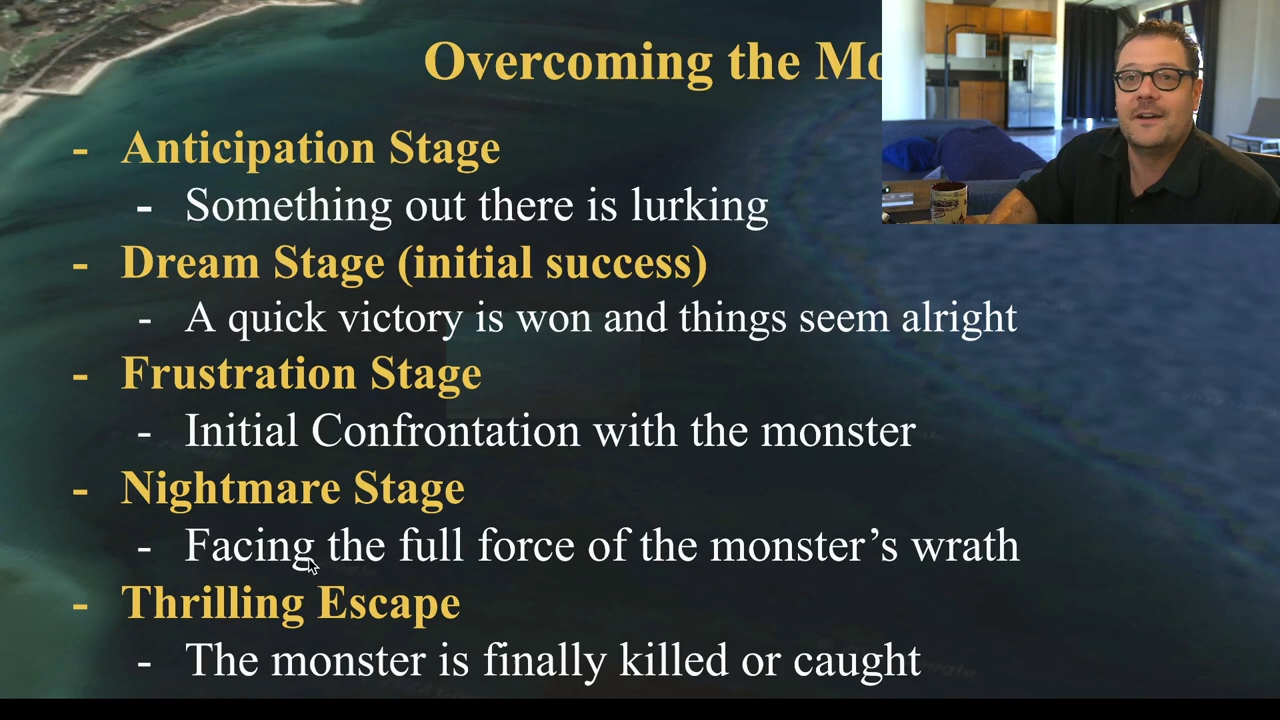 Overcoming the Mo
- Anticipation Stage
- Something out there is lurking
- Dream Stage (initial success)
- A quick victory is won and things seem alright
- Frustration Stage
- Initial Confrontation with the monster
- Nightmare Stage
- Facing the full force of the monster’s wrath
- Thrilling Escape
- The monster is finally killed or caught